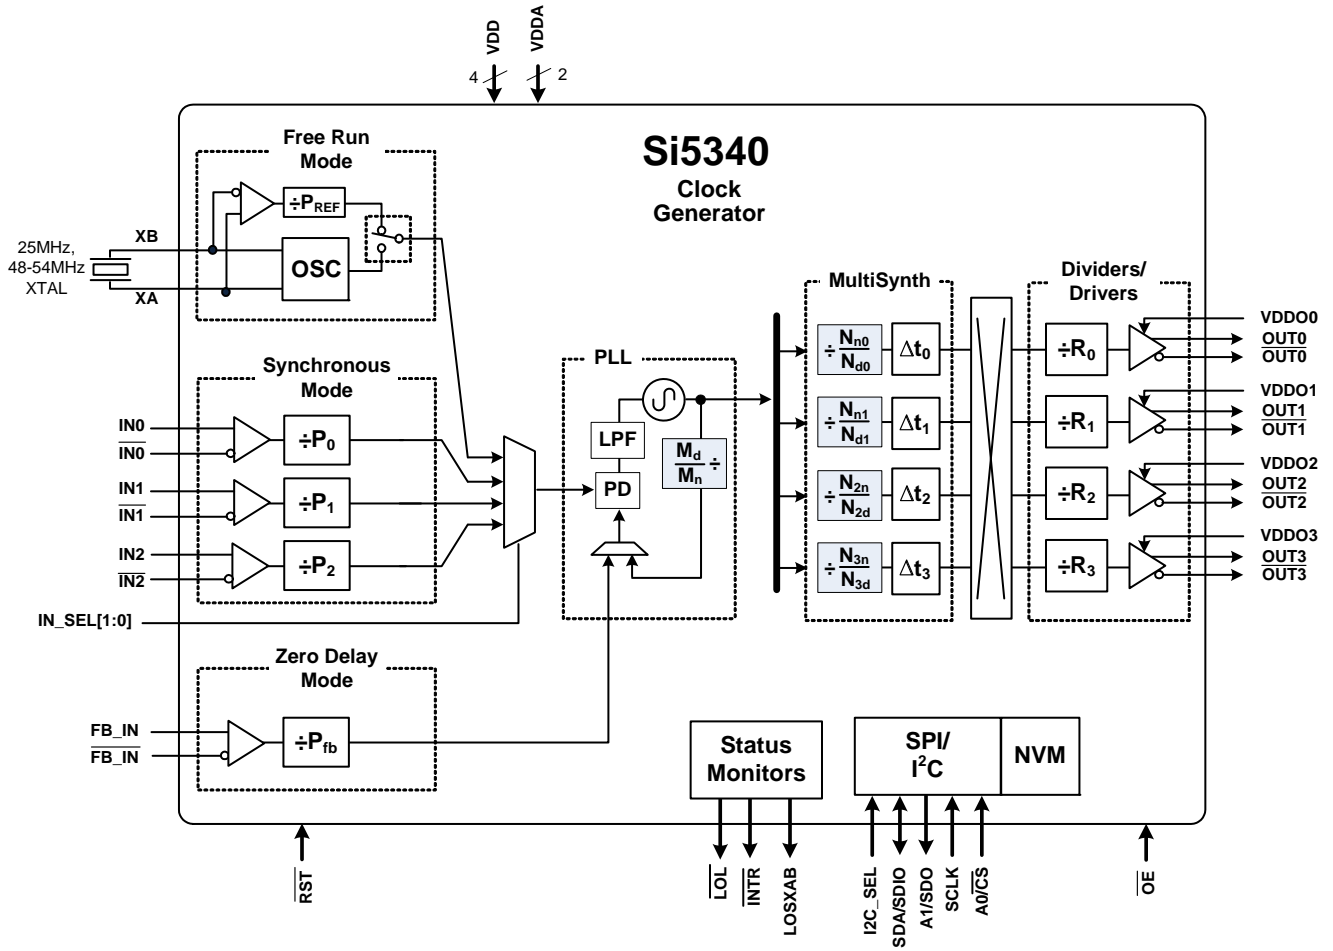 VDD
VDDA
4
2
Si5340
Clock
Generator
Free Run
Mode
÷PREF
OSC
XB
XA
25MHz,
48-54MHz
XTAL
Synchronous
Mode
IN0
IN0
÷P0
IN1
IN1
÷P1
IN2
IN2
÷P2
IN_SEL[1:0]
Zero Delay
Mode
FB_IN
FB_IN
÷Pfb
PLL
LPF
PD
Md
Mn
÷
MultiSynth
÷ Nn0
Nd0
Δt0
÷ Nn1
Nd1
Δt1
÷ N2n
N2d
Δt2
÷ N3n
N3d
Δt3
Dividers/
Drivers
÷R0
÷R1
÷R2
÷R3
VDDO0
OUT0
OUT0
VDDO1
OUT1
OUT1
VDDO2
OUT2
OUT2
VDDO3
OUT3
OUT3
Status
Monitors
SPI/
I2C
NVM
RST
LOL
INTR
LOSXAB
I2C_SEL
SDA/SDIO
A1/SDO
SCLK
A0/CS
OE